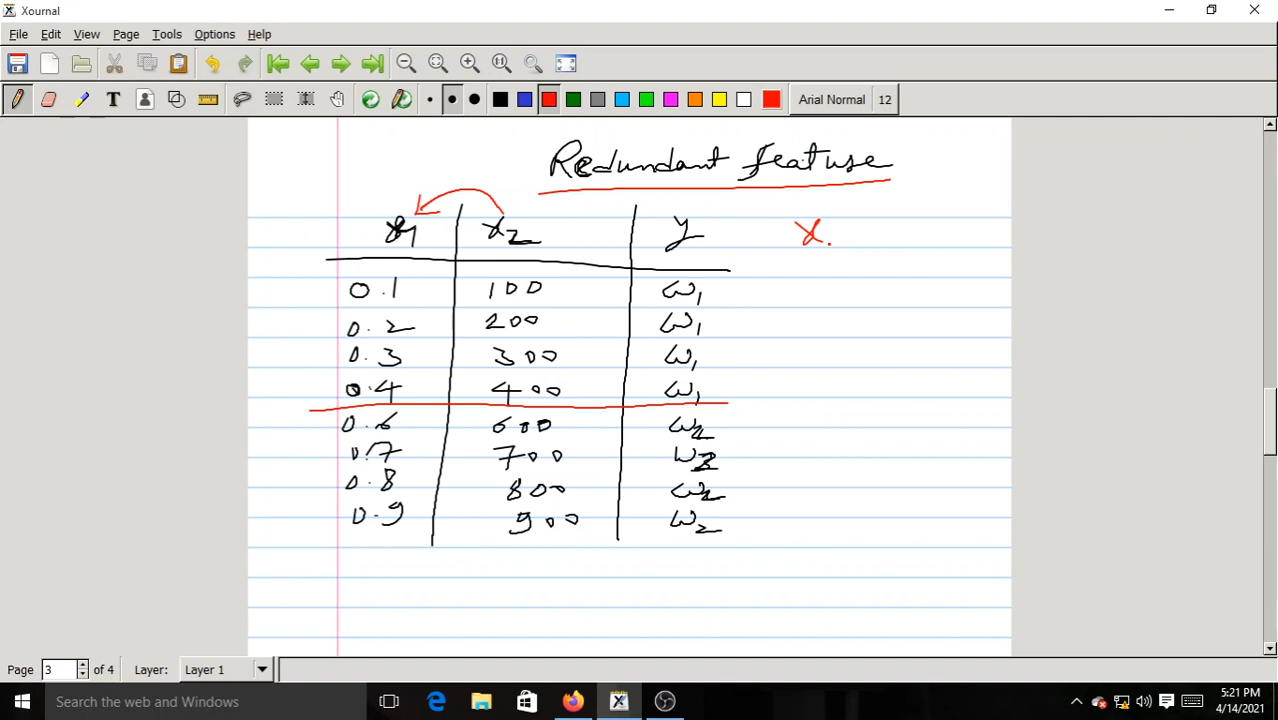 Xournal
File Edit View Page Tools Options Help
Arial Normal 12
Redundant feature
x1 x2 y x.
0.1 100 ω1
0.2 200 ω1
0.3 300 ω1
0.4 400 ω1
0.6 600 ω2
0.7 700 ω2
0.8 800 ω2
0.9 900 ω2
Page 3 of 4 Layer: Layer 1
Search the web and Windows
5:21 PM
4/14/2021